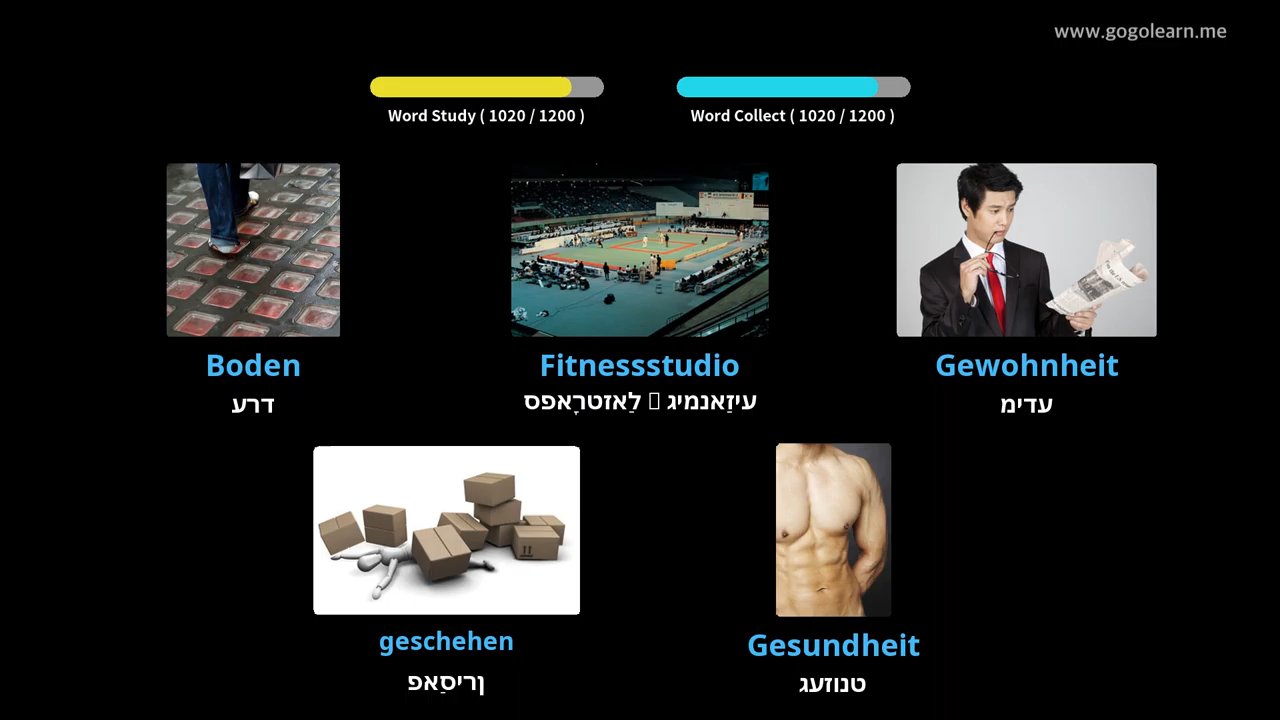 www.gogolearn.me
Word Study ( 1020 / 1200 )
Word Collect ( 1020 / 1200 )
Boden
דרע
Fitnessstudio
עיזַאנמיג ▯ לַאזטרָאפס
Gewohnheit
עדימ
geschehen
ןריסַאפ
Gesundheit
טנוזעג